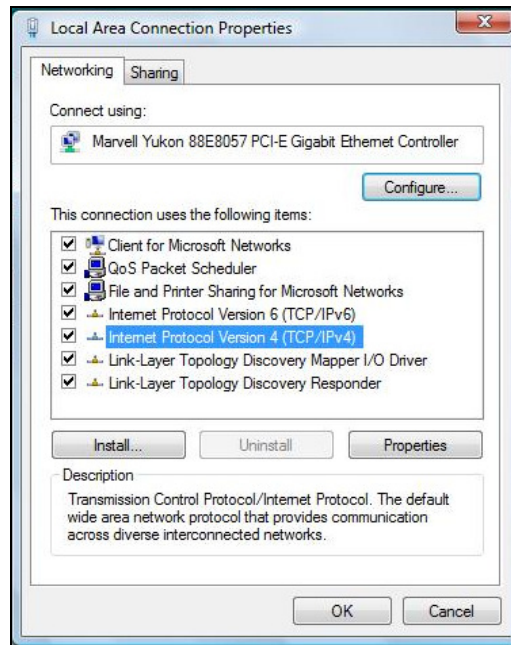 Local Area Connection Properties
Networking
Sharing
Connect using:
Marvell Yukon 88E8057 PCI-E Gigabit Ethernet Controller
Configure...
This connection uses the following items:
Client for Microsoft Networks
QoS Packet Scheduler
File and Printer Sharing for Microsoft Networks
Internet Protocol Version 6 (TCP/IPv6)
Internet Protocol Version 4 (TCP/IPv4)
Link-Layer Topology Discovery Mapper I/O Driver
Link-Layer Topology Discovery Responder
Install...
Uninstall
Properties
Description
Transmission Control Protocol/Internet Protocol. The default
wide area network protocol that provides communication
across diverse interconnected networks.
OK
Cancel